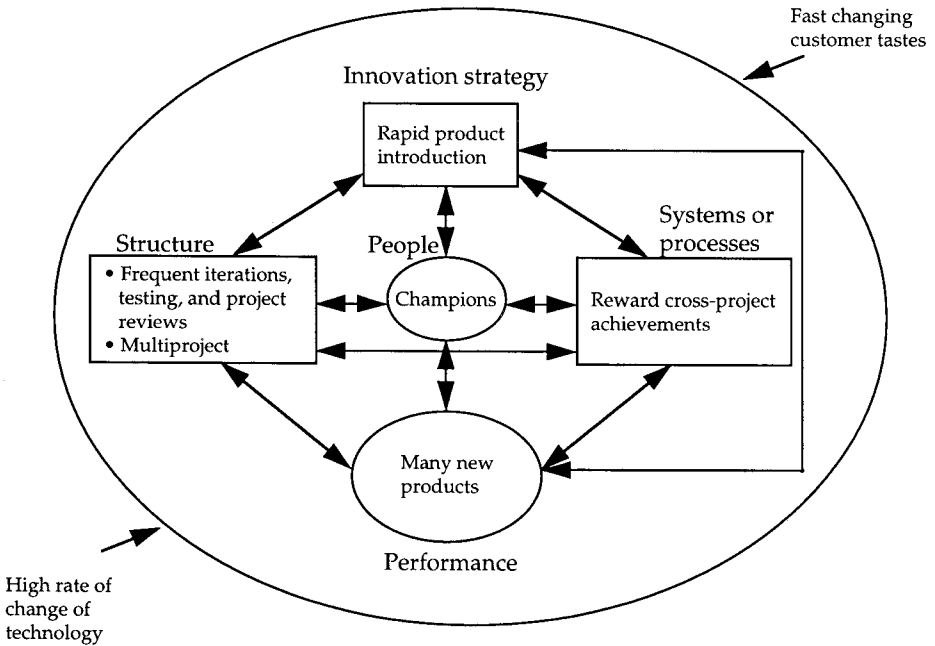 Fast changing
customer tastes
Innovation strategy
Rapid product
introduction
Systems or
processes
Structure
People
• Frequent iterations,
testing, and project
reviews
• Multiproject
Champions
Reward cross-project
achievements
Many new
products
Performance
High rate of
change of
technology